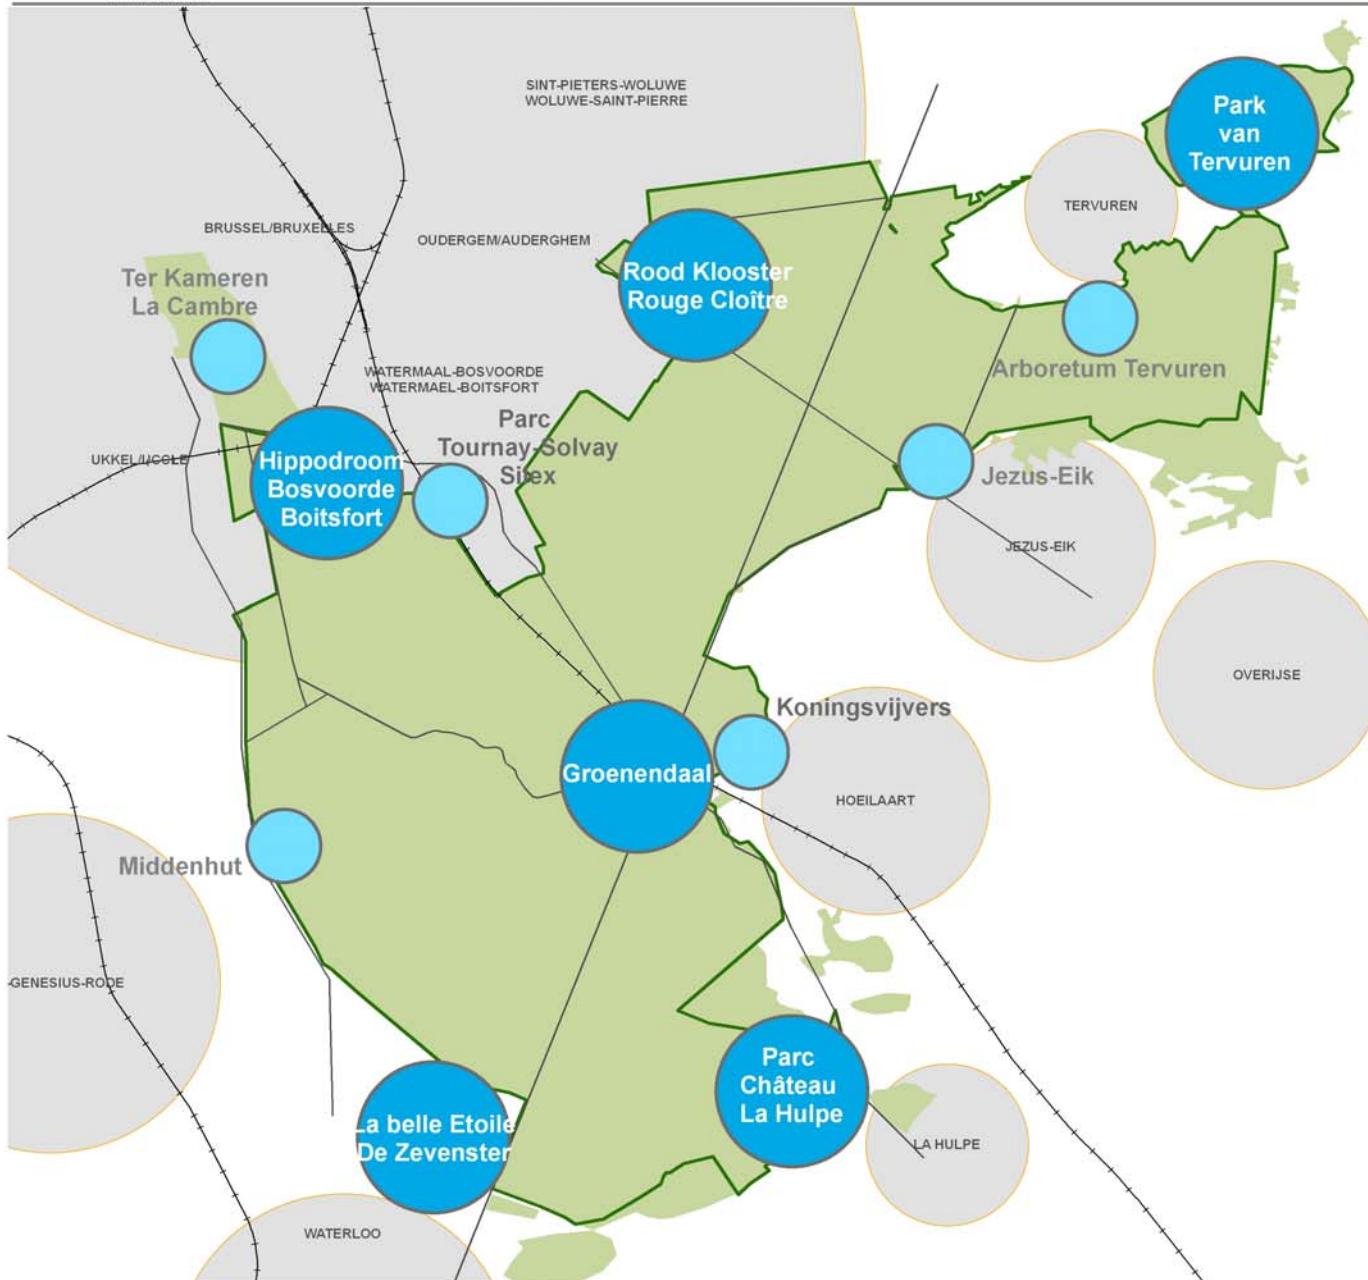 SINT-PIETERS-WOLUWE
WOLUWE-SAINT-PIERRE
Park
van
Tervuren
TERVUREN
BRUSSEL/BRUXELLES
OUDERGEM/AUDERGHEM
Rood Klooster
Rouge Cloître
Ter Kameren
La Cambre
Arboretum Tervuren
WATERMAAL-BOSVOORDE
WATERMAEL-BOITSFORT
Parc
Tournay-Solvay
Silex
UKKEL/UCCLE
Hippodroom
Bosvoorde
Boitsfort
Jezus-Eik
JEZUS-EIK
OVERIJSE
Koningsvijvers
Groenendaal
HOEILAART
Middenhut
-GENESIUS-RODE
Parc
Château
La Hulpe
La belle Etoile
De Zevenster
LA HULPE
WATERLOO